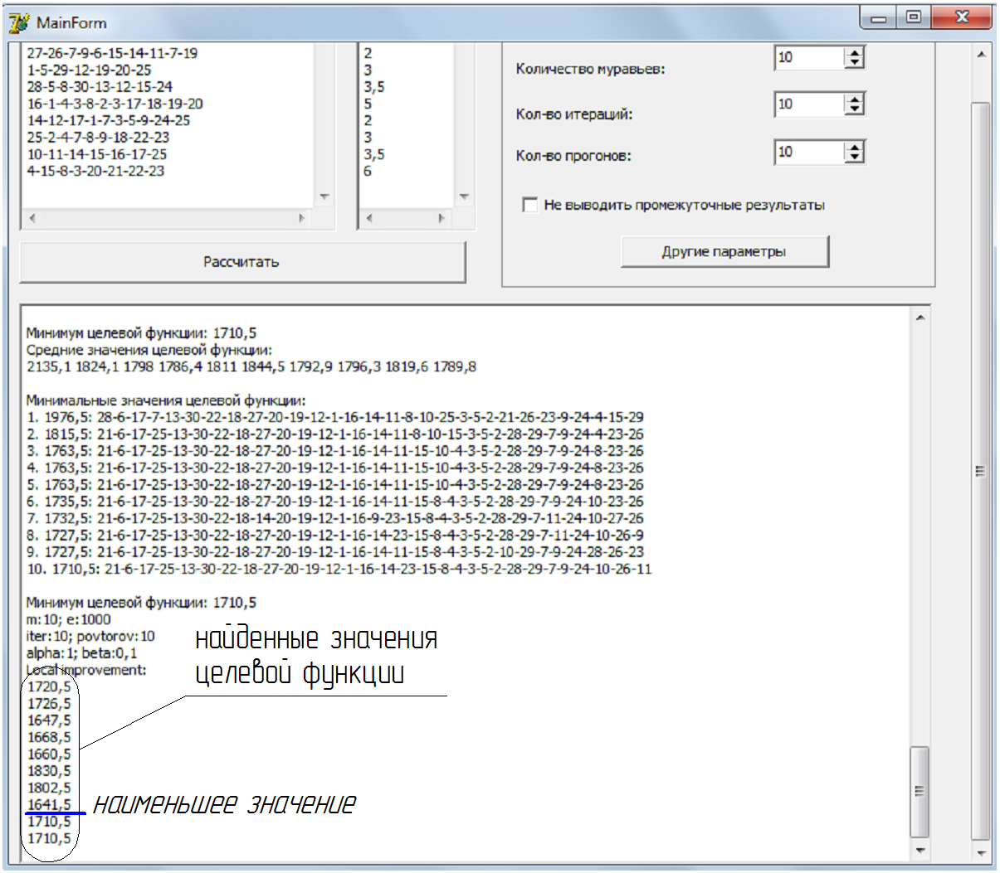 MainForm
27-26-7-9-6-15-14-11-7-19
1-5-29-12-19-20-25
28-5-8-30-13-12-15-24
16-1-4-3-8-2-3-17-18-19-20
14-12-17-1-7-3-5-9-24-25
25-2-4-7-8-9-18-22-23
10-11-14-15-16-17-25
4-15-8-3-20-21-22-23
2
3
3,5
5
2
3
3,5
6
Количество муравьев:
10
Кол-во итераций:
10
Кол-во прогонов:
10
Не выводить промежуточные результаты
Другие параметры
Рассчитать
Минимум целевой функции: 1710,5
Средние значения целевой функции:
2135,1 1824,1 1798 1786,4 1811 1844,5 1792,9 1796,3 1819,6 1789,8
Минимальные значения целевой функции:
1. 1976,5: 28-6-17-7-13-30-22-18-27-20-19-12-1-16-14-11-8-10-25-3-5-2-21-26-23-9-24-4-15-29
2. 1815,5: 21-6-17-25-13-30-22-18-27-20-19-12-1-16-14-11-8-10-15-3-5-2-28-29-7-9-24-4-23-26
3. 1763,5: 21-6-17-25-13-30-22-18-27-20-19-12-1-16-14-11-15-10-4-3-5-2-28-29-7-9-24-8-23-26
4. 1763,5: 21-6-17-25-13-30-22-18-27-20-19-12-1-16-14-11-15-10-4-3-5-2-28-29-7-9-24-8-23-26
5. 1763,5: 21-6-17-25-13-30-22-18-27-20-19-12-1-16-14-11-15-10-4-3-5-2-28-29-7-9-24-8-23-26
6. 1735,5: 21-6-17-25-13-30-22-18-27-20-19-12-1-16-14-11-15-8-4-3-5-2-28-29-7-9-24-10-23-26
7. 1732,5: 21-6-17-25-13-30-22-18-14-20-19-12-1-16-9-23-15-8-4-3-5-2-28-29-7-11-24-10-27-26
8. 1727,5: 21-6-17-25-13-30-22-18-27-20-19-12-1-16-14-23-15-8-4-3-5-2-28-29-7-11-24-10-26-9
9. 1727,5: 21-6-17-25-13-30-22-18-27-20-19-12-1-16-14-11-15-8-4-3-5-2-10-29-7-9-24-28-26-23
10. 1710,5: 21-6-17-25-13-30-22-18-27-20-19-12-1-16-14-23-15-8-4-3-5-2-28-29-7-9-24-10-26-11
Минимум целевой функции: 1710,5
m:10; e:1000
iter:10; povtorov:10
alpha:1; beta:0,1
Local improvement:
1720,5
1726,5
1647,5
1668,5
1660,5
1830,5
1802,5
1641,5
1710,5
1710,5
найденные значения
целевой функции
наименьшее значение